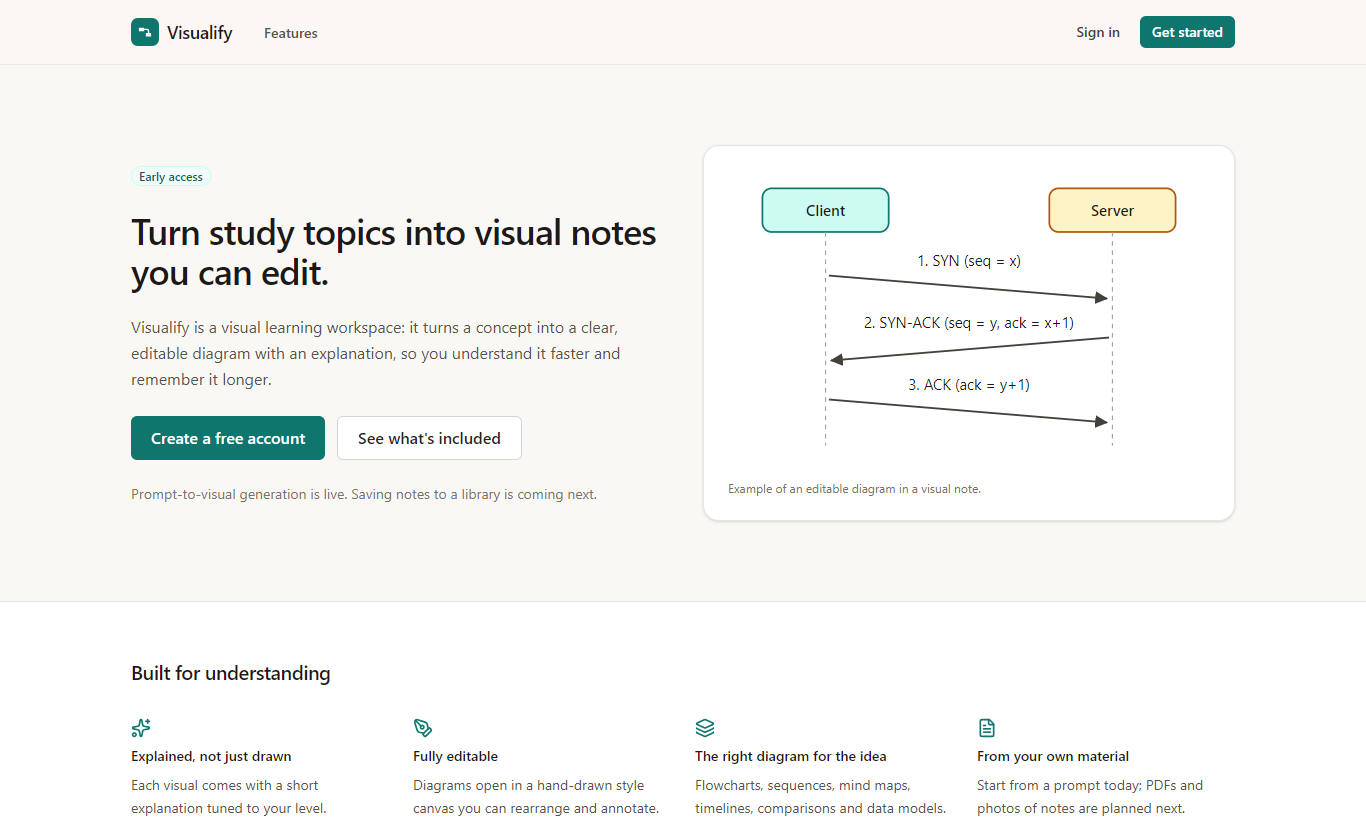 Visualify
Features
Sign in
Get started
Early access
Turn study topics into visual notes
you can edit.
Visualify is a visual learning workspace: it turns a concept into a clear,
editable diagram with an explanation, so you understand it faster and
remember it longer.
Create a free account
See what's included
Prompt-to-visual generation is live. Saving notes to a library is coming next.
Client
Server
1. SYN (seq = x)
2. SYN-ACK (seq = y, ack = x+1)
3. ACK (ack = y+1)
Example of an editable diagram in a visual note.
Built for understanding
Explained, not just drawn
Each visual comes with a short
explanation tuned to your level.
Fully editable
Diagrams open in a hand-drawn style
canvas you can rearrange and annotate.
The right diagram for the idea
Flowcharts, sequences, mind maps,
timelines, comparisons and data models.
From your own material
Start from a prompt today; PDFs and
photos of notes are planned next.